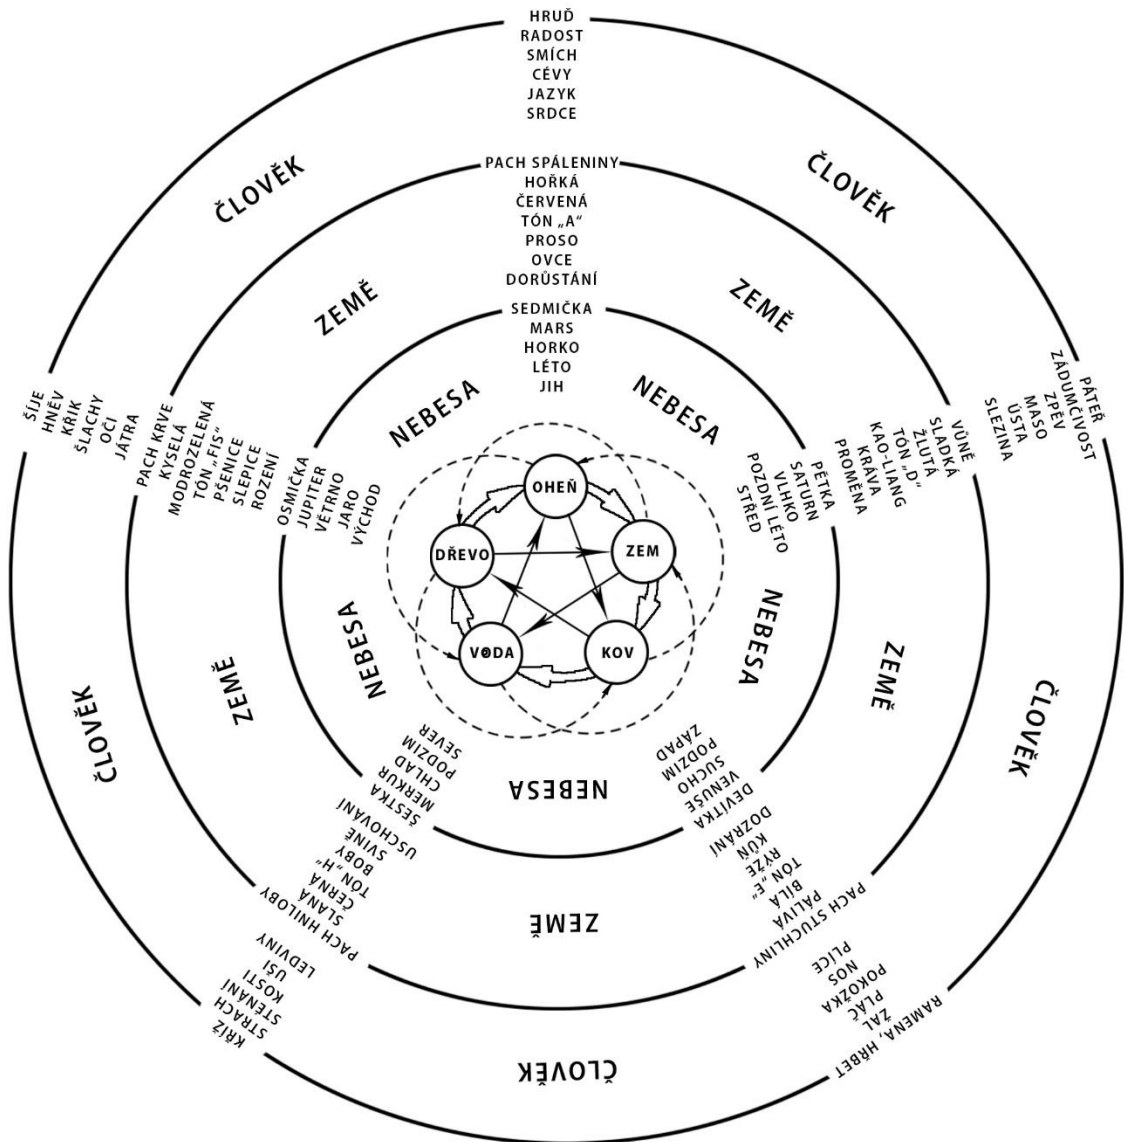 HRUĎ
RADOST
SMÍCH
CÉVY
JAZYK
SRDCE
ČLOVĚK
ČLOVĚK
PACH SPÁLENINY
HOŘKÁ
ČERVENÁ
TÓN „A“
PROSO
OVCE
DORŮSTÁNÍ
ZEMĚ
ZEMĚ
SEDMIČKA
MARS
HORKO
LÉTO
JIH
NEBESA
NEBESA
ŠÍJE
HNĚV
KŘIK
ŠLACHY
OČI
JÁTRA
PACH KRVE
KYSELÁ
MODROZELENÁ
TÓN „FIS“
PŠENICE
SLEPICE
ROZENÍ
OSMIČKA
JUPITER
VĚTRNO
JARO
VÝCHOD
PÁTEŘ
ZÁDUMČIVOST
ZPĚV
MASO
ÚSTA
SLEZINA
VŮNĚ
SLADKÁ
ŽLUTÁ
TÓN „D“
KAO-LIANG
KRÁVA
PROMĚNA
PĚTKA
SATURN
VLHKO
POZDNÍ LÉTO
STŘED
OHEŇ
DŘEVO
ZEM
VODA
KOV
NEBESA
NEBESA
ZEMĚ
ZEMĚ
ČLOVĚK
ČLOVĚK
SEVER
PODZIM
CHLAD
MERKUR
ŠESTKA
USCHOVÁNÍ
SVINĚ
BOBY
TÓN „H“
ČERNÁ
SLANÁ
PACH HNILOBY
LEDVINY
UŠI
KOSTI
STENÁNÍ
STRACH
KŘÍŽ
NEBESA
ZÁPAD
PODZIM
SUCHO
VENUŠE
DEVÍTKA
DOZRÁNÍ
KŮŇ
RÝŽE
TÓN „E“
BÍLÁ
PÁLIVÁ
PACH STUCHLINY
PLÍCE
NOS
POKOŽKA
PLÁČ
ŽAL
RAMENA, HŘBET
ZEMĚ
ČLOVĚK